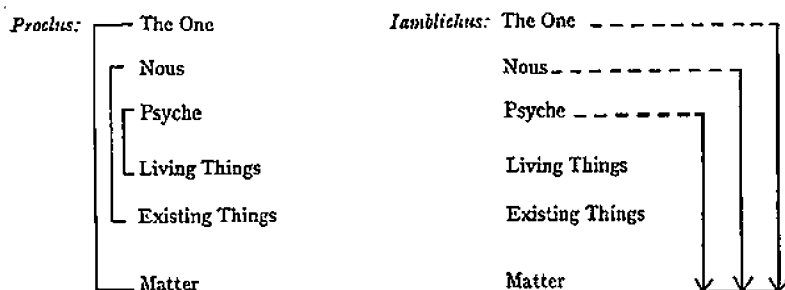 Proclus: The One
Nous
Psyche
Living Things
Existing Things
Matter
Iamblichus: The One
Nous
Psyche
Living Things
Existing Things
Matter